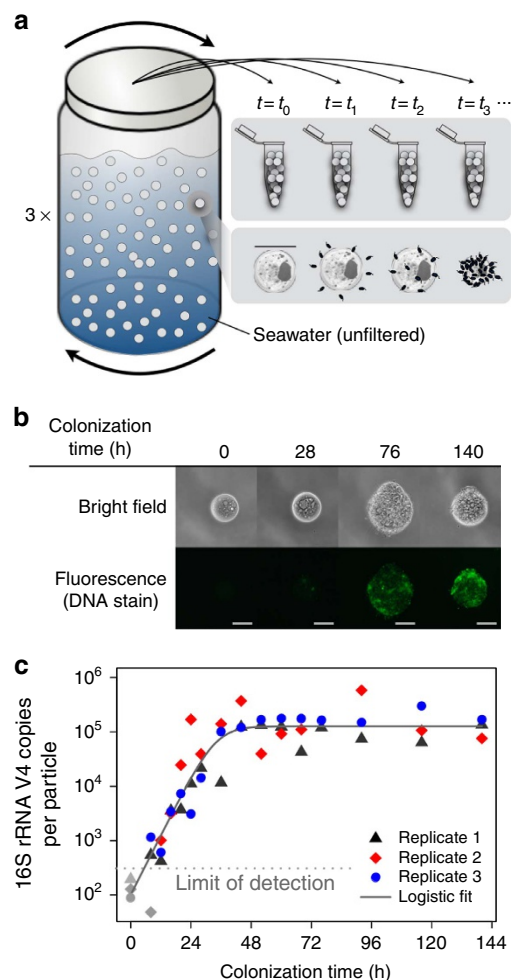 a
t = t0 t = t1 t = t2 t = t3 ...
3 ×
Seawater (unfiltered)
b
Colonization
time (h) 0 28 76 140
Bright field
Fluorescence
(DNA stain)
c
16S rRNA V4 copies
per particle
10^6
10^5
10^4
10^3
10^2
Replicate 1
Replicate 2
Replicate 3
Limit of detection
Logistic fit
0 24 48 72 96 120 144
Colonization time (h)